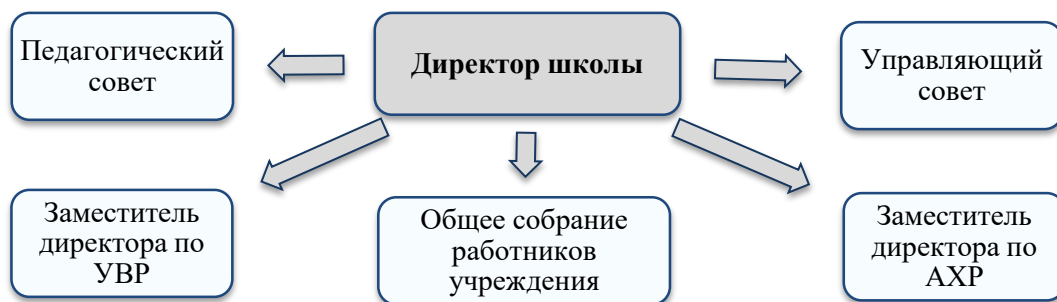 Педагогический
совет
Директор школы
Управляющий
совет
Заместитель
директора по
УВР
Общее собрание
работников
учреждения
Заместитель
директора по
АХР